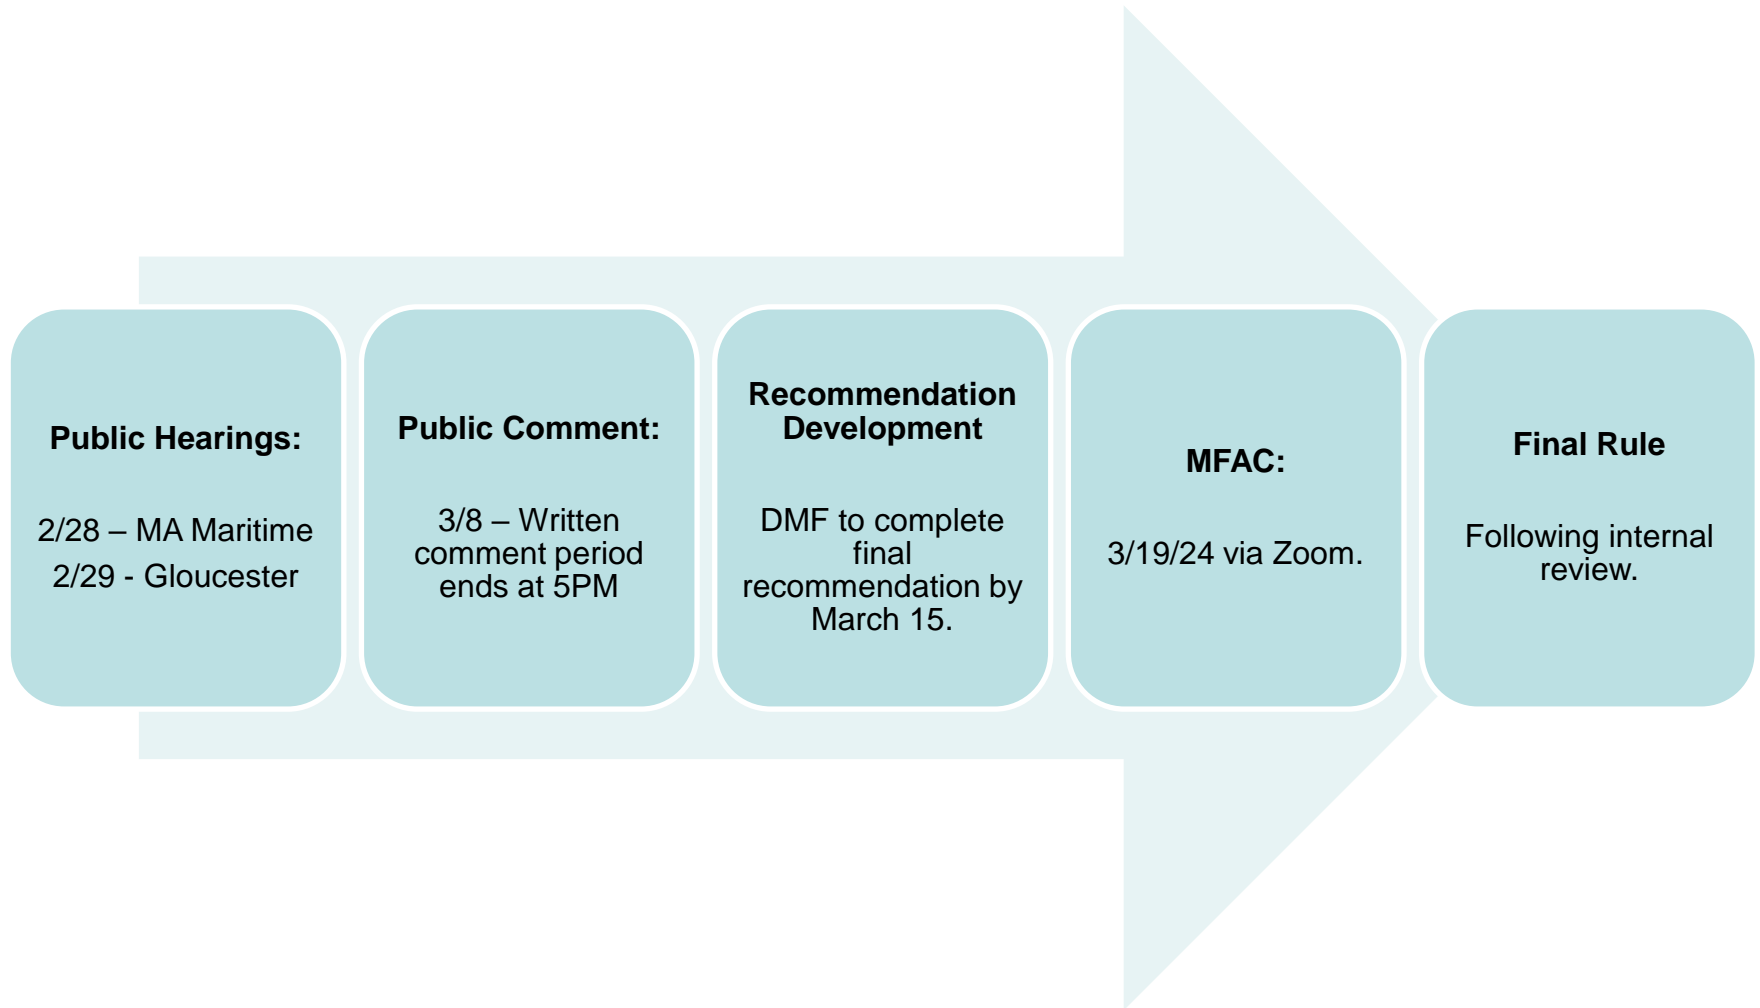 Public Hearings:
2/28 – MA Maritime
2/29 - Gloucester
Public Comment:
3/8 – Written
comment period
ends at 5PM
Recommendation
Development
DMF to complete
final
recommendation by
March 15.
MFAC:
3/19/24 via Zoom.
Final Rule
Following internal
review.